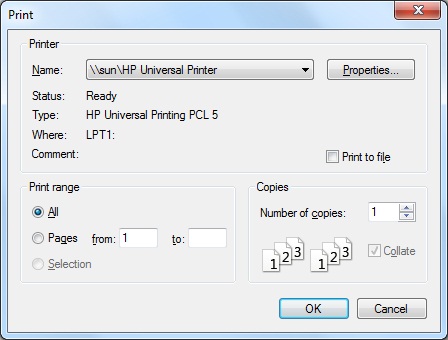 Print
Printer
Name: \\sun\HP Universal Printer Properties...
Status: Ready
Type: HP Universal Printing PCL 5
Where: LPT1:
Comment:
Print to file
Print range
All
Pages from: 1 to:
Selection
Copies
Number of copies: 1
1 2 3 1 2 3
Collate
OK Cancel